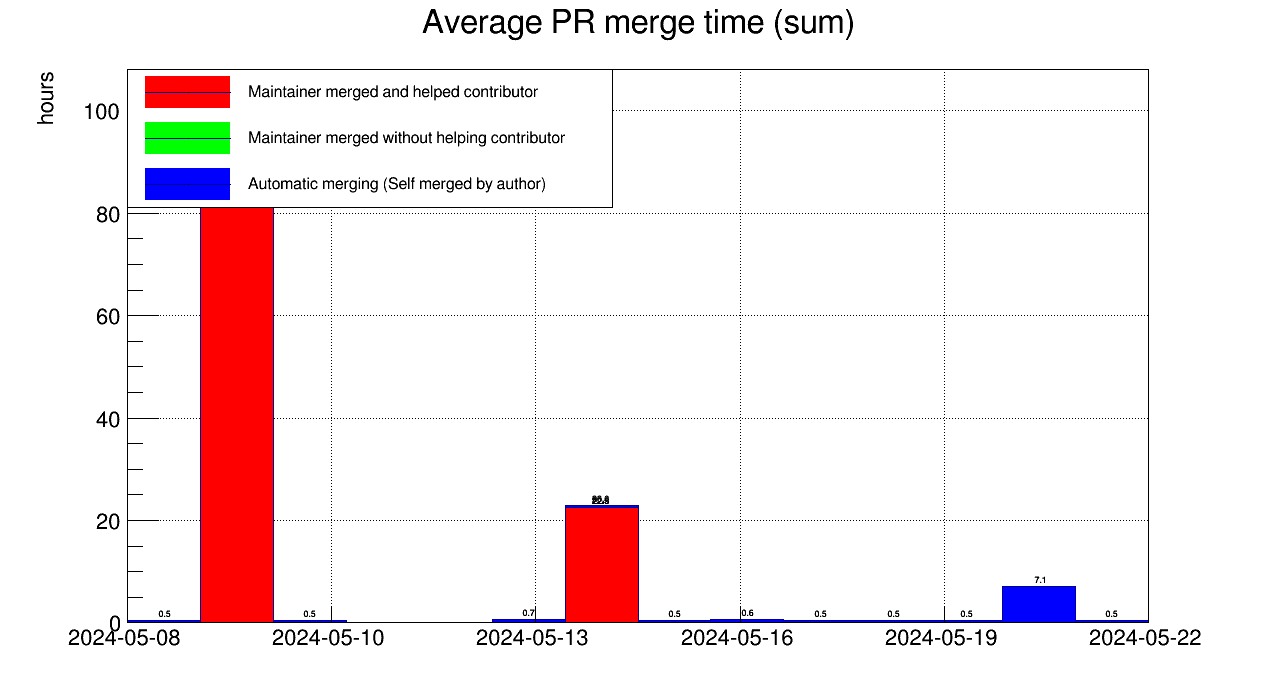 Average PR merge time (sum)
hours
Maintainer merged and helped contributor
Maintainer merged without helping contributor
Automatic merging (Self merged by author)
100
80
60
40
20
0
0.5
0.5
0.7
0.5
0.6
0.5
0.5
0.5
7.1
0.5
2024-05-08 2024-05-10 2024-05-13 2024-05-16 2024-05-19 2024-05-22